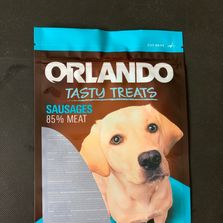 ORLANDO
TASTY TREATS
SAUSAGES
85% MEAT